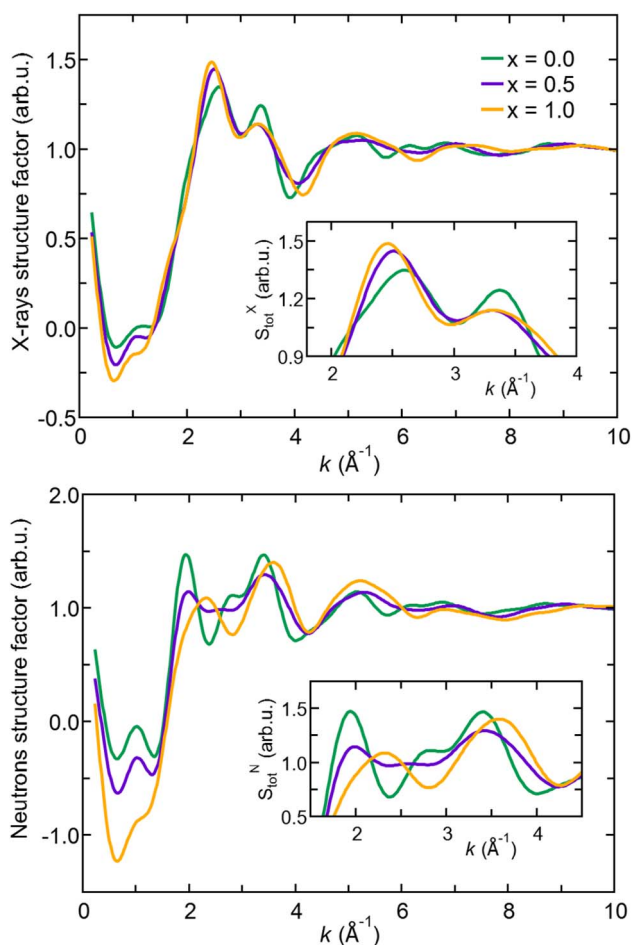 X-rays structure factor (arb.u.)
1.5
1.0
0.5
0.0
-0.5
x = 0.0
x = 0.5
x = 1.0
S_tot^X (arb.u.)
1.5
1.2
0.9
2 3 4
k (Å⁻¹)
0 2 4 6 8 10
k (Å⁻¹)
Neutrons structure factor (arb.u.)
2.0
1.0
0.0
-1.0
S_tot^N (arb.u.)
1.5
1.0
0.5
2 3 4
k (Å⁻¹)
0 2 4 6 8 10
k (Å⁻¹)